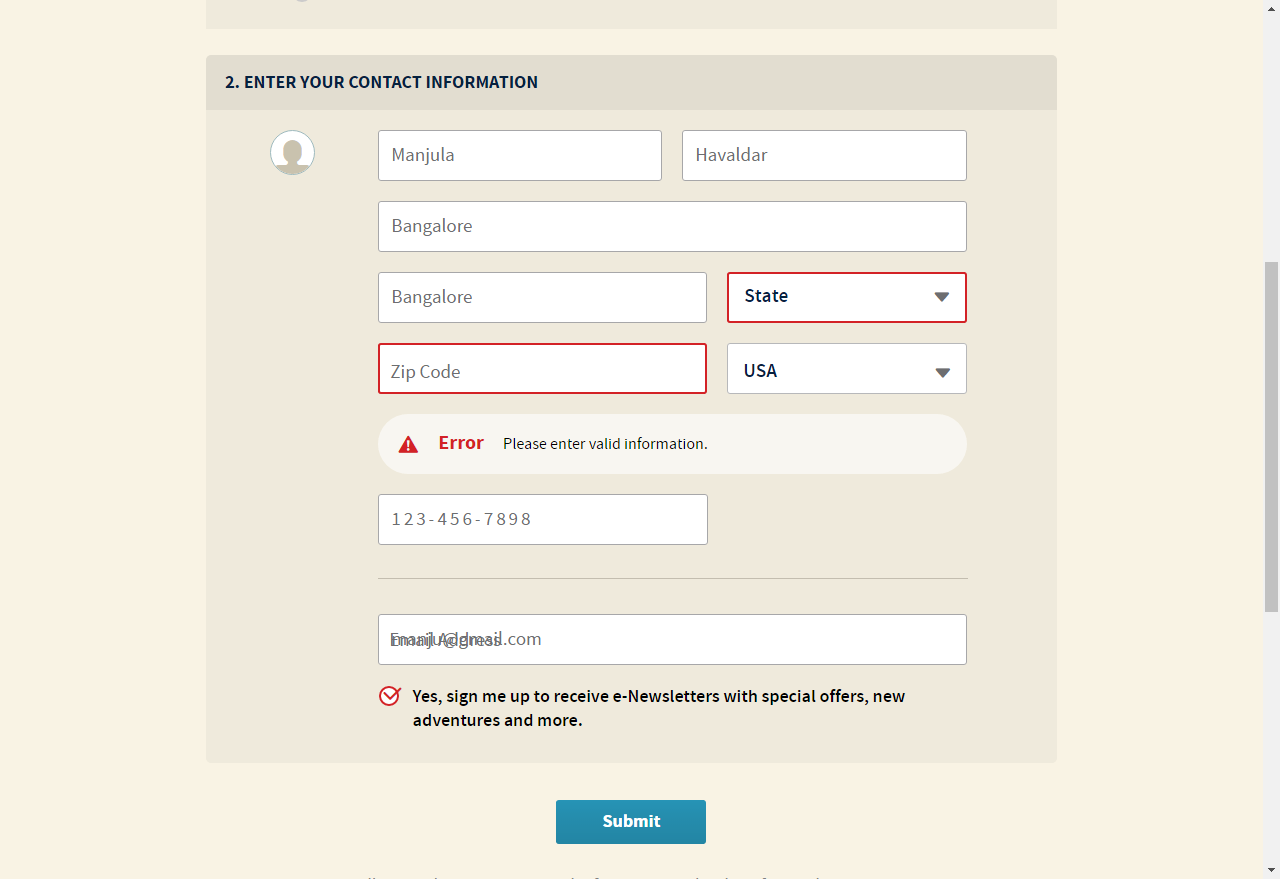 2. ENTER YOUR CONTACT INFORMATION
Manjula Havaldar
Bangalore
Bangalore State
Zip Code USA
Error Please enter valid information.
123-456-7898
manju@gmail.com
Email Address
Yes, sign me up to receive e-Newsletters with special offers, new
adventures and more.
Submit